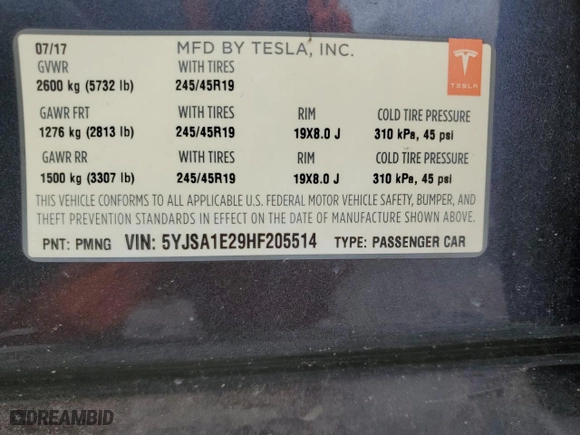 07/17 MFD BY TESLA, INC.
GVWR WITH TIRES
2600 kg (5732 lb) 245/45R19
TESLA
GAWR FRT WITH TIRES RIM COLD TIRE PRESSURE
1276 kg (2813 lb) 245/45R19 19X8.0 J 310 kPa, 45 psi
GAWR RR WITH TIRES RIM COLD TIRE PRESSURE
1500 kg (3307 lb) 245/45R19 19X8.0 J 310 kPa, 45 psi
THIS VEHICLE CONFORMS TO ALL APPLICABLE U.S. FEDERAL MOTOR VEHICLE SAFETY, BUMPER, AND
THEFT PREVENTION STANDARDS IN EFFECT ON THE DATE OF MANUFACTURE SHOWN ABOVE.
PNT: PMNG VIN: 5YJSA1E29HF205514 TYPE: PASSENGER CAR
DREAMBID